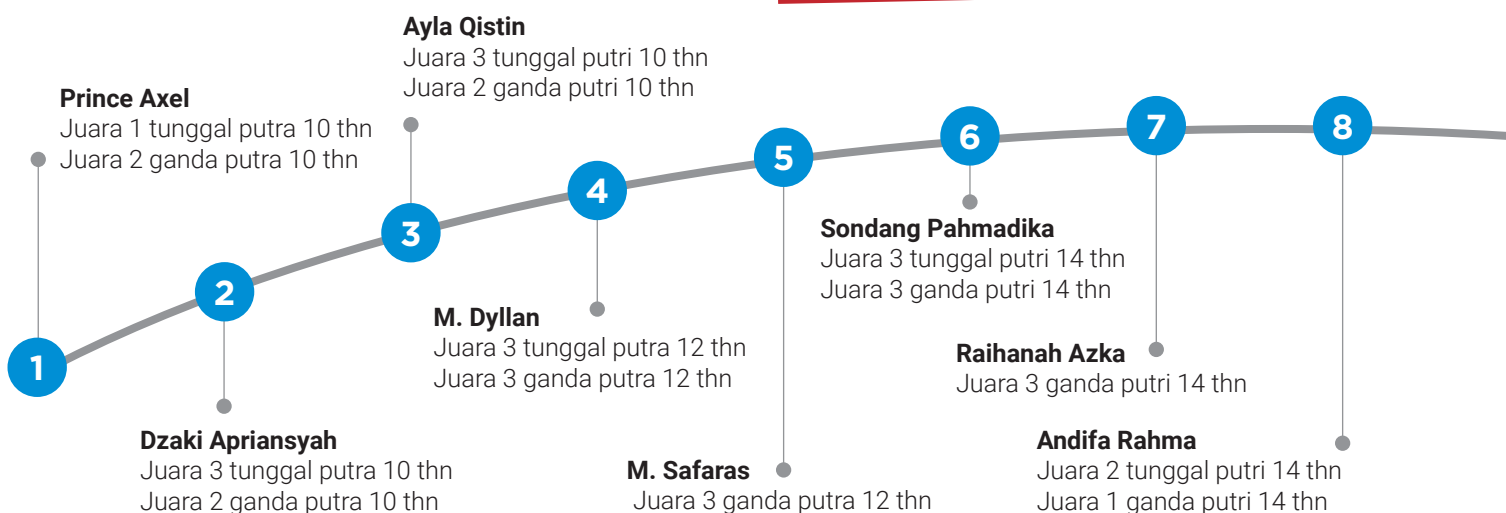 1
Prince Axel
Juara 1 tunggal putra 10 thn
Juara 2 ganda putra 10 thn
2
Dzaki Apriansyah
Juara 3 tunggal putra 10 thn
Juara 2 ganda putra 10 thn
3
Ayla Qistin
Juara 3 tunggal putri 10 thn
Juara 2 ganda putri 10 thn
4
M. Dyllan
Juara 3 tunggal putra 12 thn
Juara 3 ganda putra 12 thn
5
M. Safaras
Juara 3 ganda putra 12 thn
6
Sondang Pahmadika
Juara 3 tunggal putri 14 thn
Juara 3 ganda putri 14 thn
7
Raihanah Azka
Juara 3 ganda putri 14 thn
8
Andifa Rahma
Juara 2 tunggal putri 14 thn
Juara 1 ganda putri 14 thn